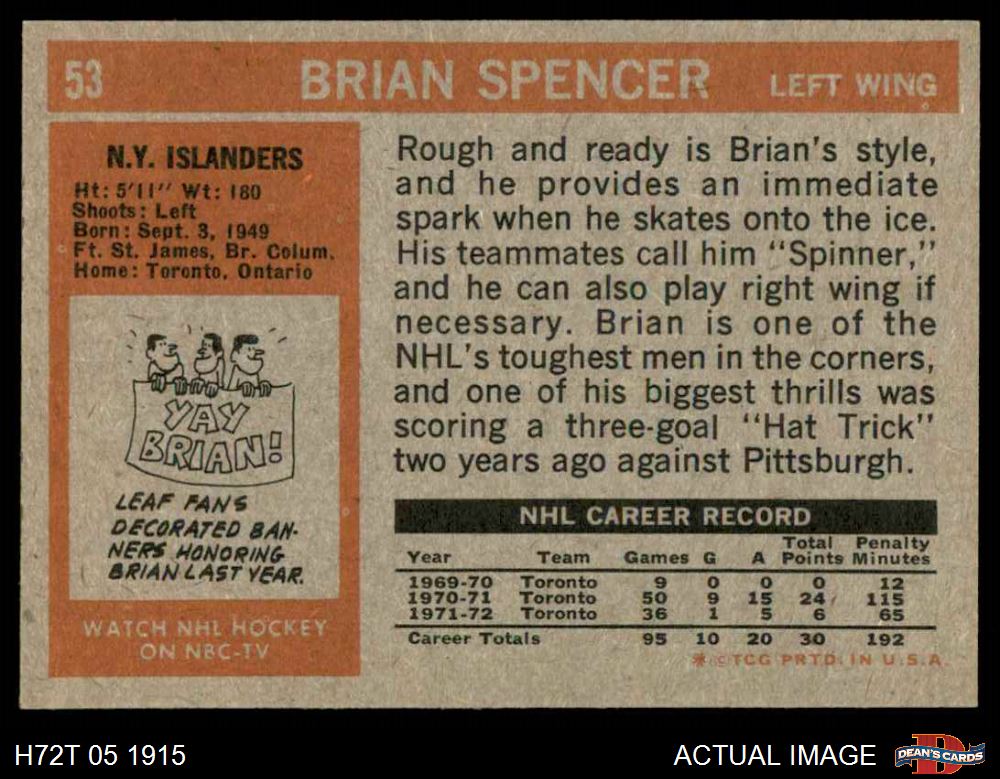 53 BRIAN SPENCER LEFT WING
N.Y. ISLANDERS
Ht: 5'11" Wt: 180
Shoots: Left
Born: Sept. 3, 1949
Ft. St. James, Br. Colum.
Home: Toronto, Ontario
YAY
BRIAN!
LEAF FANS
DECORATED BAN-
NERS HONORING
BRIAN LAST YEAR.
WATCH NHL HOCKEY
ON NBC-TV
Rough and ready is Brian's style,
and he provides an immediate
spark when he skates onto the ice.
His teammates call him "Spinner,"
and he can also play right wing if
necessary. Brian is one of the
NHL's toughest men in the corners,
and one of his biggest thrills was
scoring a three-goal "Hat Trick"
two years ago against Pittsburgh.
NHL CAREER RECORD
Total Penalty
Year Team Games G A Points Minutes
1969-70 Toronto 9 0 0 0 12
1970-71 Toronto 50 9 15 24 115
1971-72 Toronto 36 1 5 6 65
Career Totals 95 10 20 30 192
* © TCG PRTD. IN U.S.A.
H72T 05 1915 ACTUAL IMAGE DEAN'S CARDS